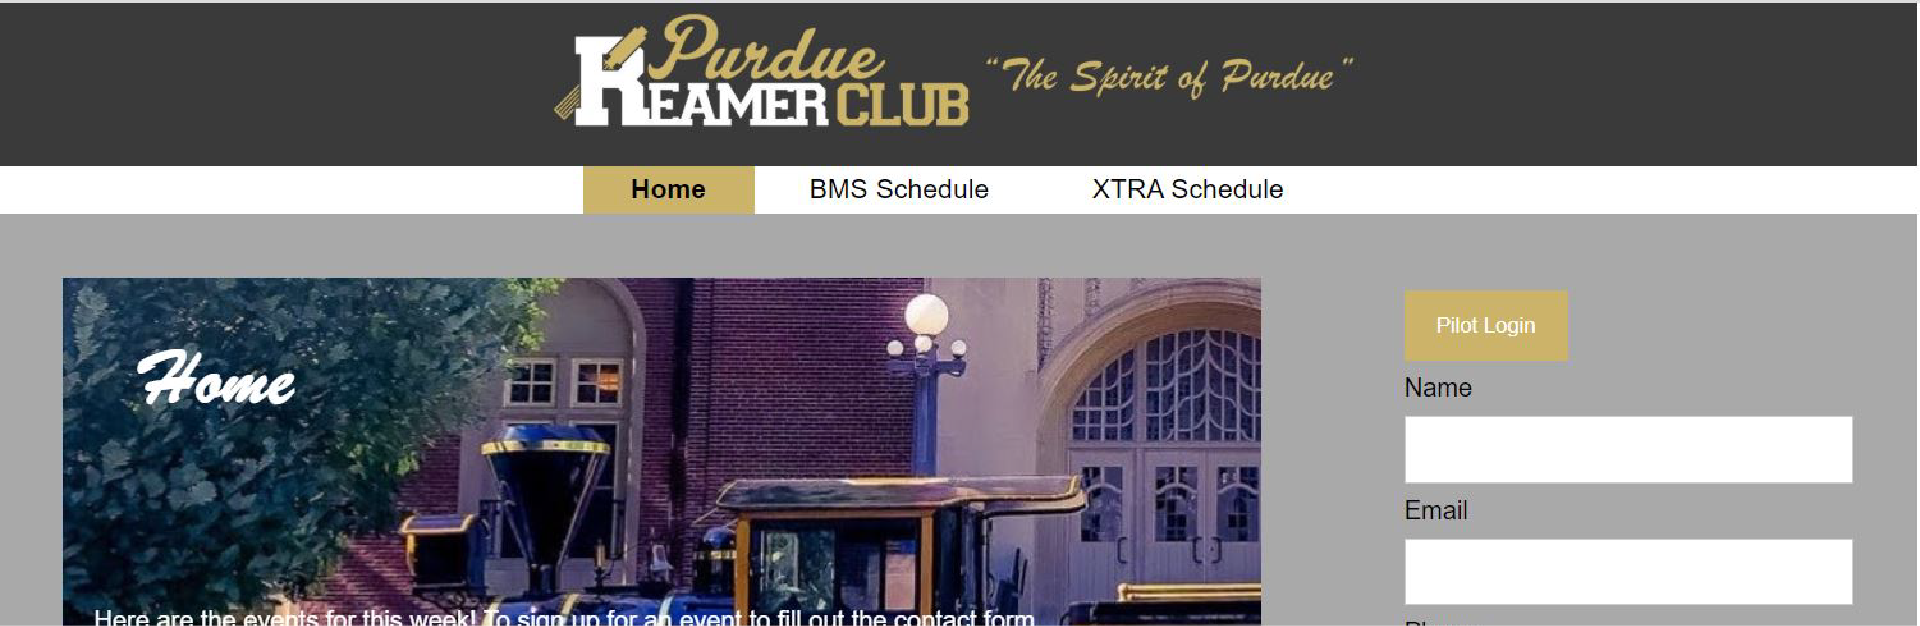 Purdue
REAMER CLUB
"The Spirit of Purdue"
Home
BMS Schedule
XTRA Schedule
Home
Here are the events for this week! To sign up for an event to fill out the contact form
Pilot Login
Name
Email